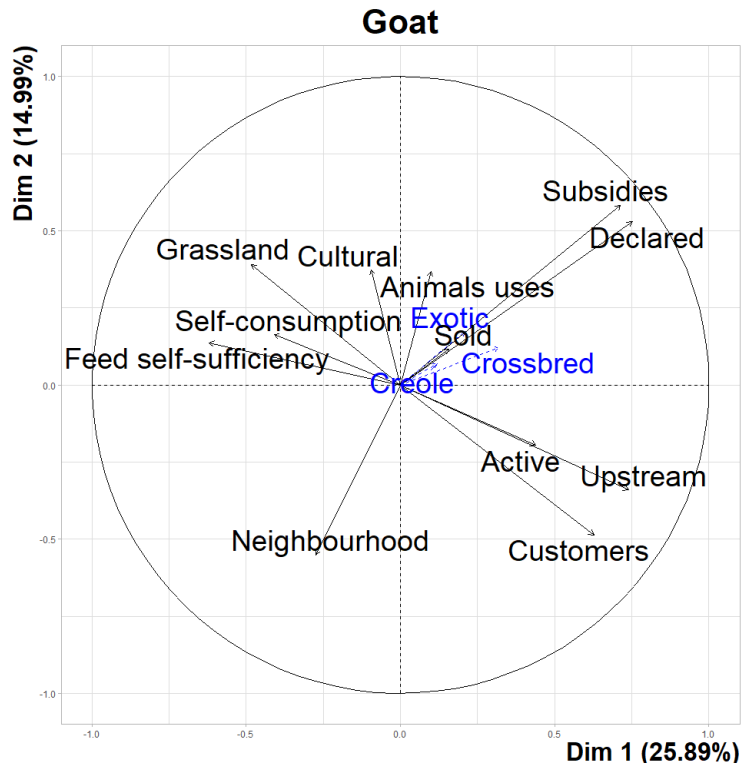 Goat
Dim 2 (14.99%)
1.0
0.5
0.0
-0.5
-1.0
Subsidies
Declared
Grassland
Cultural
Animals uses
Exotic
Self-consumption
Sold
Feed self-sufficiency
Crossbred
Creole
Active
Upstream
Neighbourhood
Customers
-1.0
-0.5
0.0
0.5
1.0
Dim 1 (25.89%)